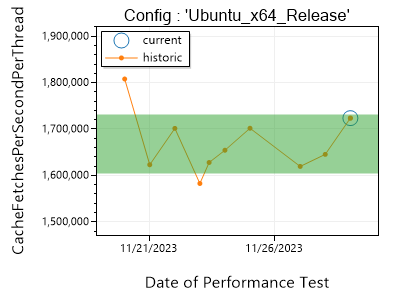 Config : 'Ubuntu_x64_Release'
CacheFetchesPerSecondPerThread
1,900,000
1,800,000
1,700,000
1,600,000
1,500,000
current
historic
11/21/2023
11/26/2023
Date of Performance Test